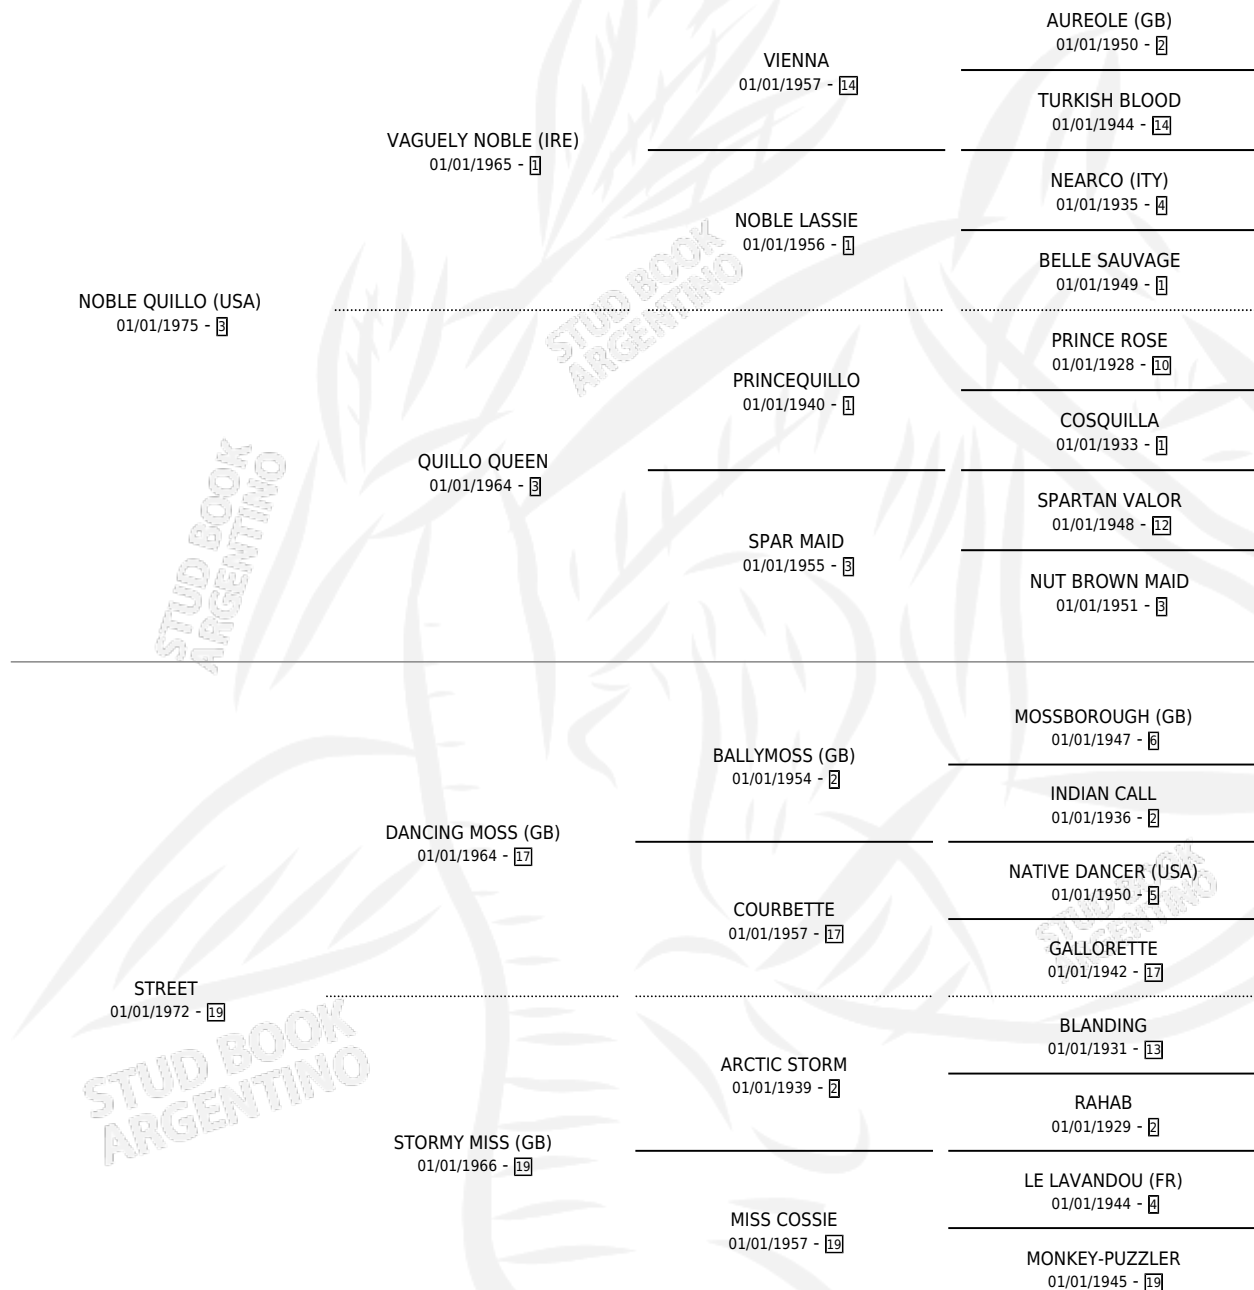 AUREOLE (GB)
01/01/1950 - 2
VIENNA
01/01/1957 - 14
TURKISH BLOOD
01/01/1944 - 14
VAGUELY NOBLE (IRE)
01/01/1965 - 1
NEARCO (ITY)
01/01/1935 - 4
NOBLE LASSIE
01/01/1956 - 1
BELLE SAUVAGE
01/01/1949 - 1
NOBLE QUILLO (USA)
01/01/1975 - 3
STUD BOOK
ARGENTINO
PRINCE ROSE
01/01/1928 - 10
PRINCEQUILLO
01/01/1940 - 1
COSQUILLA
01/01/1933 - 1
QUILLO QUEEN
01/01/1964 - 3
SPARTAN VALOR
01/01/1948 - 12
SPAR MAID
01/01/1955 - 3
NUT BROWN MAID
01/01/1951 - 3
STUD BOOK
ARGENTINO
MOSSBOROUGH (GB)
01/01/1947 - 6
BALLYMOSS (GB)
01/01/1954 - 2
INDIAN CALL
01/01/1936 - 2
DANCING MOSS (GB)
01/01/1964 - 17
NATIVE DANCER (USA)
01/01/1950 - 5
STUD BOOK
ARGENTINO
COURBETTE
01/01/1957 - 17
GALLORETTE
01/01/1942 - 17
STREET
01/01/1972 - 19
STUD BOOK
ARGENTINO
BLANDING
01/01/1931 - 13
ARCTIC STORM
01/01/1939 - 2
RAHAB
01/01/1929 - 2
STORMY MISS (GB)
01/01/1966 - 19
LE LAVANDOU (FR)
01/01/1944 - 4
MISS COSSIE
01/01/1957 - 19
MONKEY-PUZZLER
01/01/1945 - 19